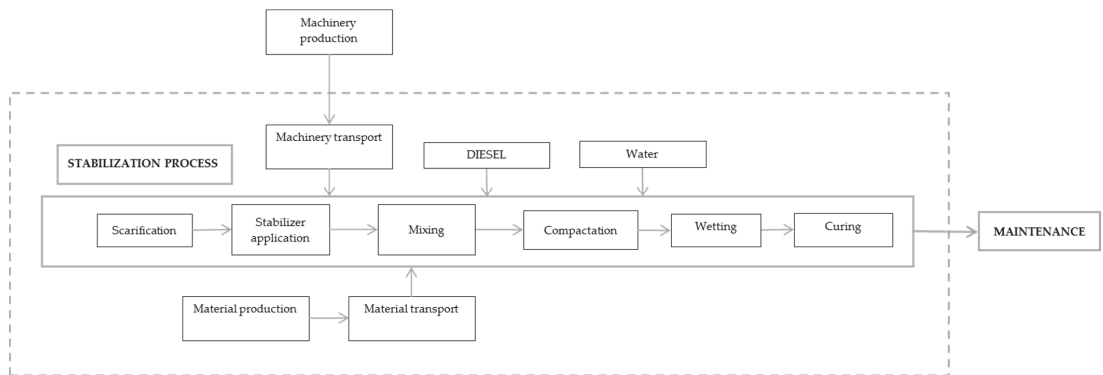 Machinery
production
Machinery transport
DIESEL
Water
STABILIZATION PROCESS
Scarification
Stabilizer
application
Mixing
Compactation
Wetting
Curing
MAINTENANCE
Material production
Material transport